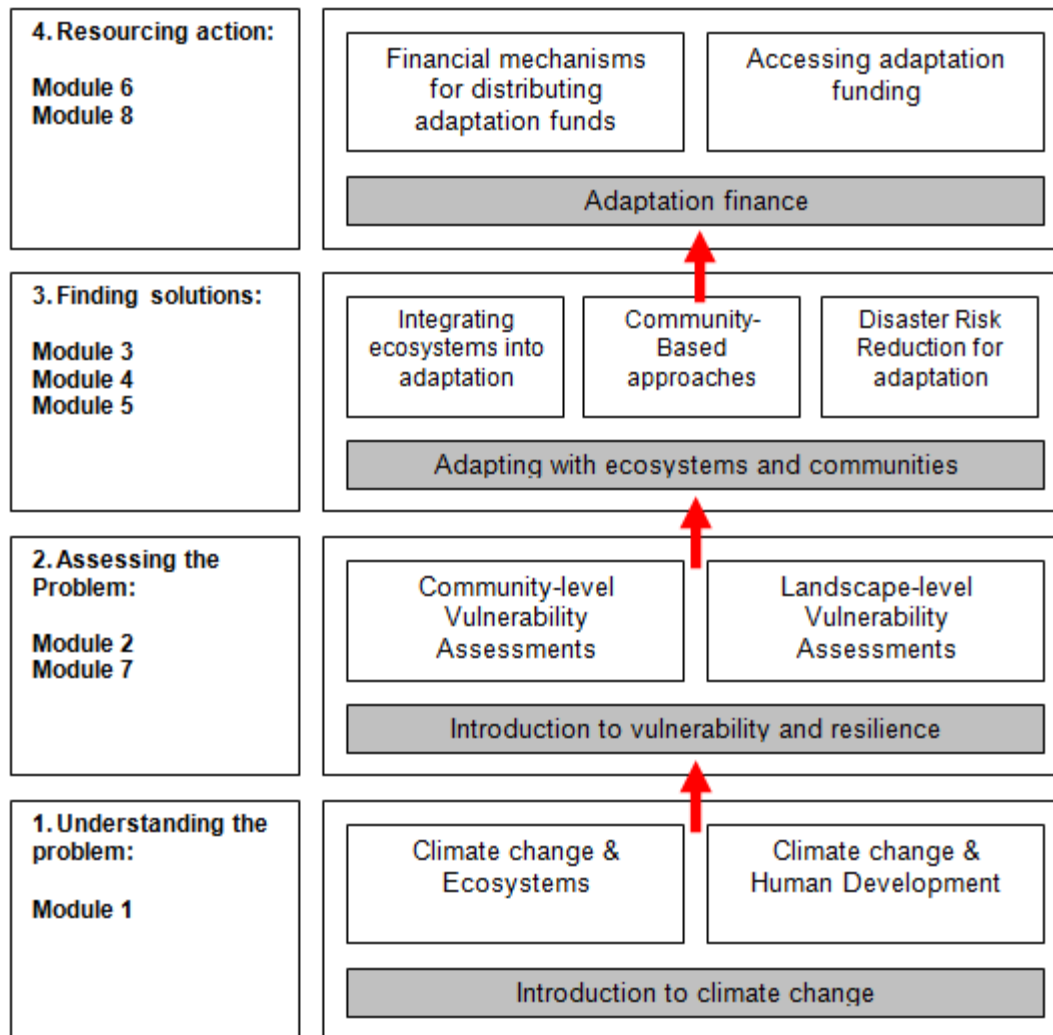 4. Resourcing action:
Module 6
Module 8
Financial mechanisms
for distributing
adaptation funds
Accessing adaptation
funding
Adaptation finance
3. Finding solutions:
Module 3
Module 4
Module 5
Integrating
ecosystems into
adaptation
Community-
Based
approaches
Disaster Risk
Reduction for
adaptation
Adapting with ecosystems and communities
2. Assessing the
Problem:
Module 2
Module 7
Community-level
Vulnerability
Assessments
Landscape-level
Vulnerability
Assessments
Introduction to vulnerability and resilience
1. Understanding the
problem:
Module 1
Climate change &
Ecosystems
Climate change &
Human Development
Introduction to climate change